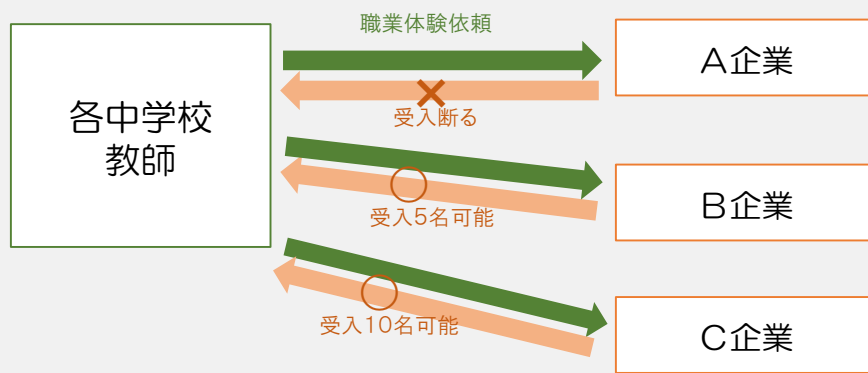 職業体験依頼
A企業
受入断る
各中学校
教師
B企業
受入5名可能
受入10名可能
C企業